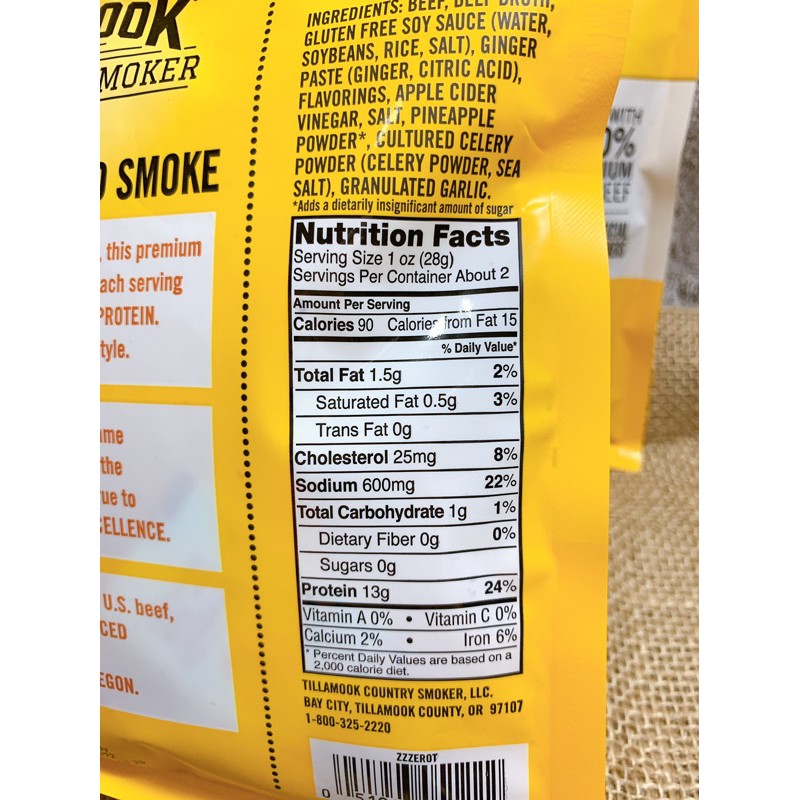 OOK
MOKER
SMOKE
, this premium
ach serving
PROTEIN.
tyle.
ame
the
ue to
ELLENCE.
U.S. beef,
CED
EGON.
INGREDIENTS: BEEF, BEEF BROTH,
GLUTEN FREE SOY SAUCE (WATER,
SOYBEANS, RICE, SALT), GINGER
PASTE (GINGER, CITRIC ACID),
FLAVORINGS, APPLE CIDER
VINEGAR, SALT, PINEAPPLE
POWDER*, CULTURED CELERY
POWDER (CELERY POWDER, SEA
SALT), GRANULATED GARLIC.
*Adds a dietarily insignificant amount of sugar
Nutrition Facts
Serving Size 1 oz (28g)
Servings Per Container About 2
Amount Per Serving
Calories 90 Calories from Fat 15
% Daily Value*
Total Fat 1.5g 2%
Saturated Fat 0.5g 3%
Trans Fat 0g
Cholesterol 25mg 8%
Sodium 600mg 22%
Total Carbohydrate 1g 1%
Dietary Fiber 0g 0%
Sugars 0g
Protein 13g 24%
Vitamin A 0% • Vitamin C 0%
Calcium 2% • Iron 6%
* Percent Daily Values are based on a
2,000 calorie diet.
TILLAMOOK COUNTRY SMOKER, LLC.
BAY CITY, TILLAMOOK COUNTY, OR 97107
1-800-325-2220
ZZZEROT
WITH
0%
IUM
EEF